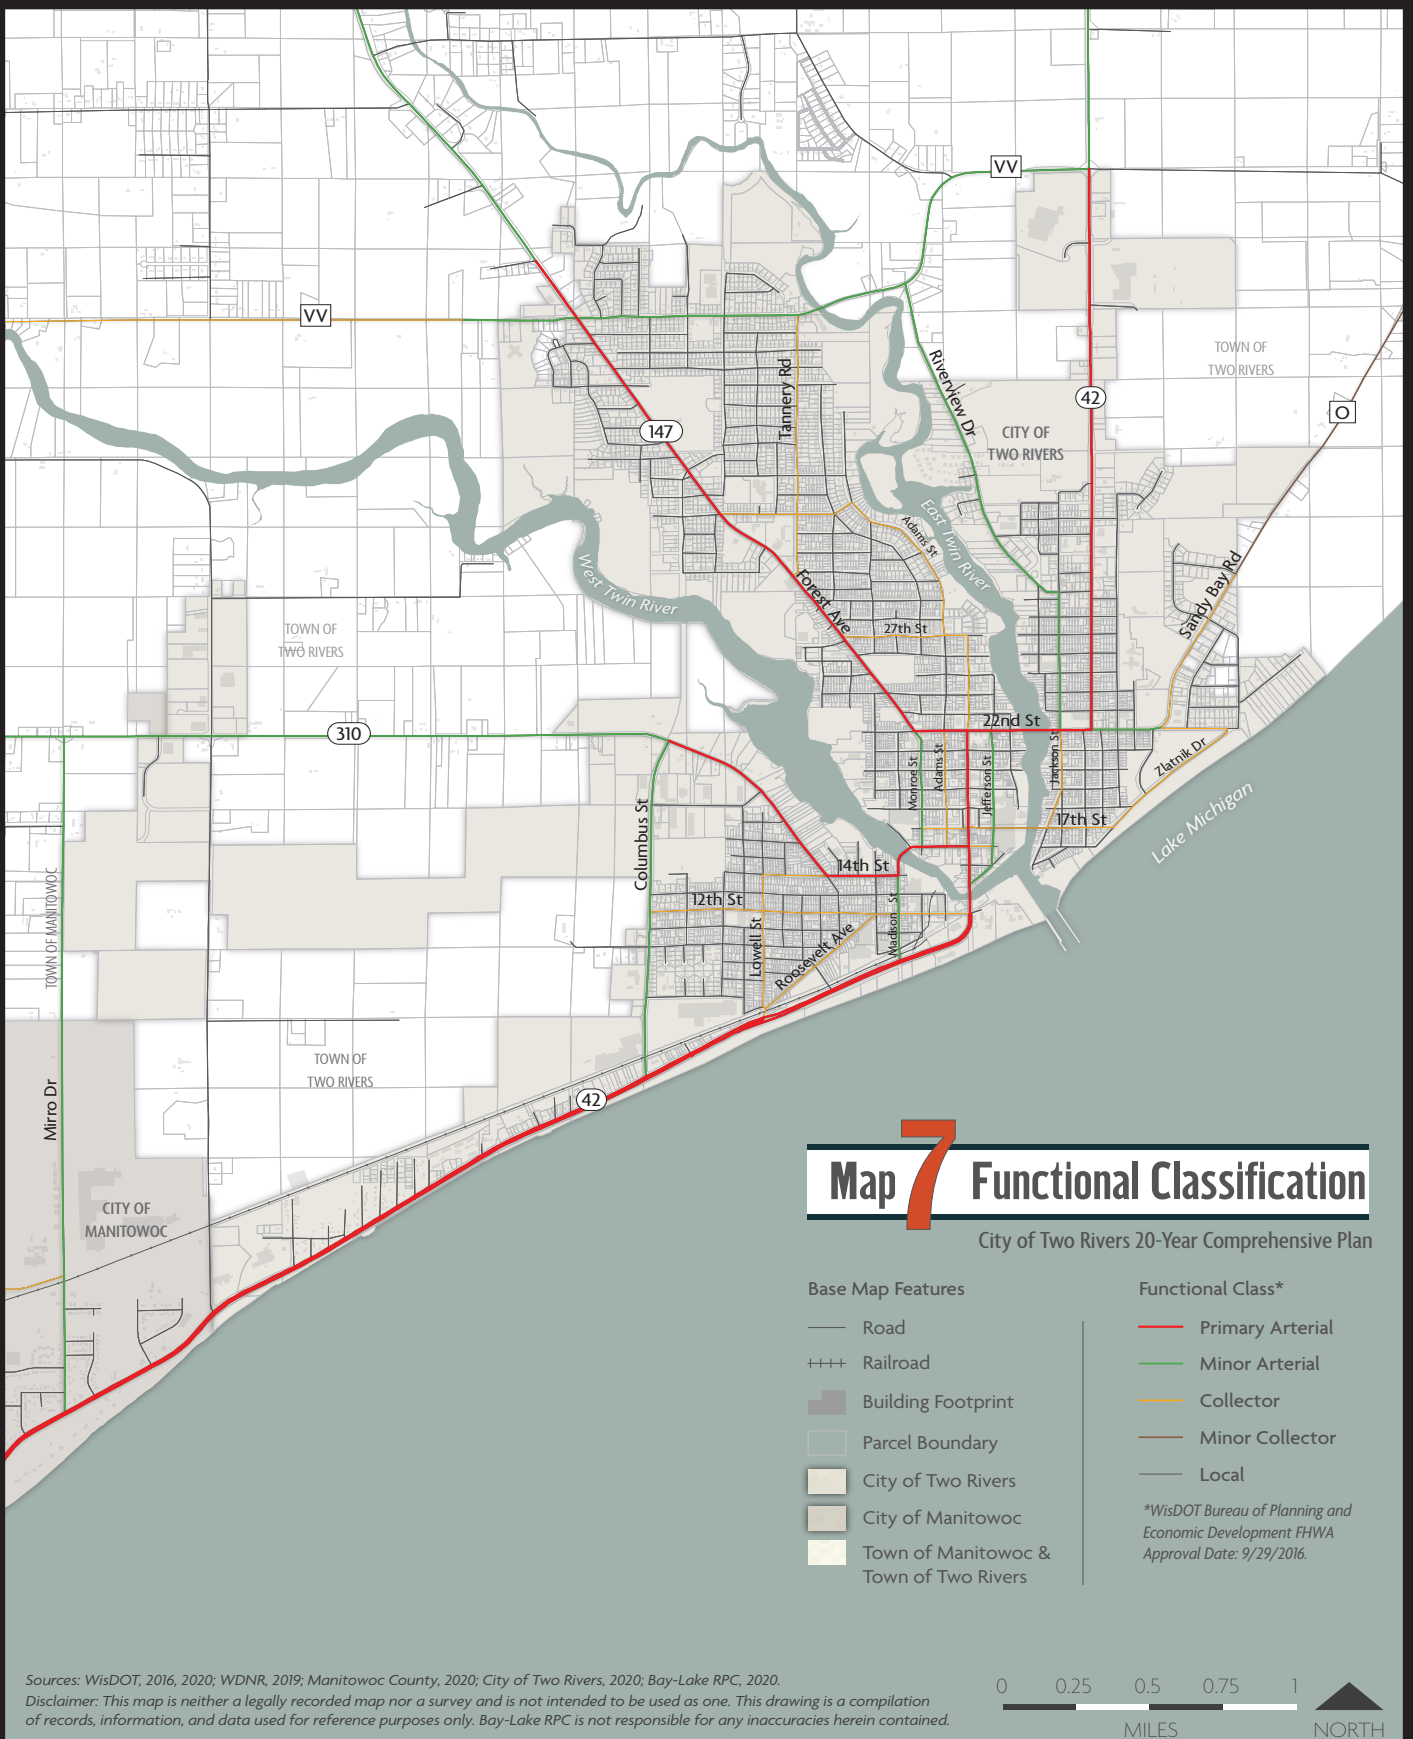 VV
VV
TOWN OF
TWO RIVERS
Riverview Dr
Tannery Rd
42
O
147
CITY OF
TWO RIVERS
East Twin River
Adams St
West Twin River
Forest Ave
27th St
Sandy Bay Rd
TOWN OF
TWO RIVERS
310
22nd St
Monroe St
Adams St
Jefferson St
Jackson St
Zlatnik Dr
17th St
Lake Michigan
Columbus St
14th St
12th St
Madison St
Lowell St
Roosevelt Ave
TOWN OF MANITOWOC
TOWN OF
TWO RIVERS
42
Mirro Dr
CITY OF
MANITOWOC
Map 7 Functional Classification
City of Two Rivers 20-Year Comprehensive Plan
Base Map Features
Road
Railroad
Building Footprint
Parcel Boundary
City of Two Rivers
City of Manitowoc
Town of Manitowoc &
Town of Two Rivers
Functional Class*
Primary Arterial
Minor Arterial
Collector
Minor Collector
Local
*WisDOT Bureau of Planning and
Economic Development FHWA
Approval Date: 9/29/2016.
Sources: WisDOT, 2016, 2020; WDNR, 2019; Manitowoc County, 2020; City of Two Rivers, 2020; Bay-Lake RPC, 2020.
Disclaimer: This map is neither a legally recorded map nor a survey and is not intended to be used as one. This drawing is a compilation
of records, information, and data used for reference purposes only. Bay-Lake RPC is not responsible for any inaccuracies herein contained.
0 0.25 0.5 0.75 1
MILES
NORTH